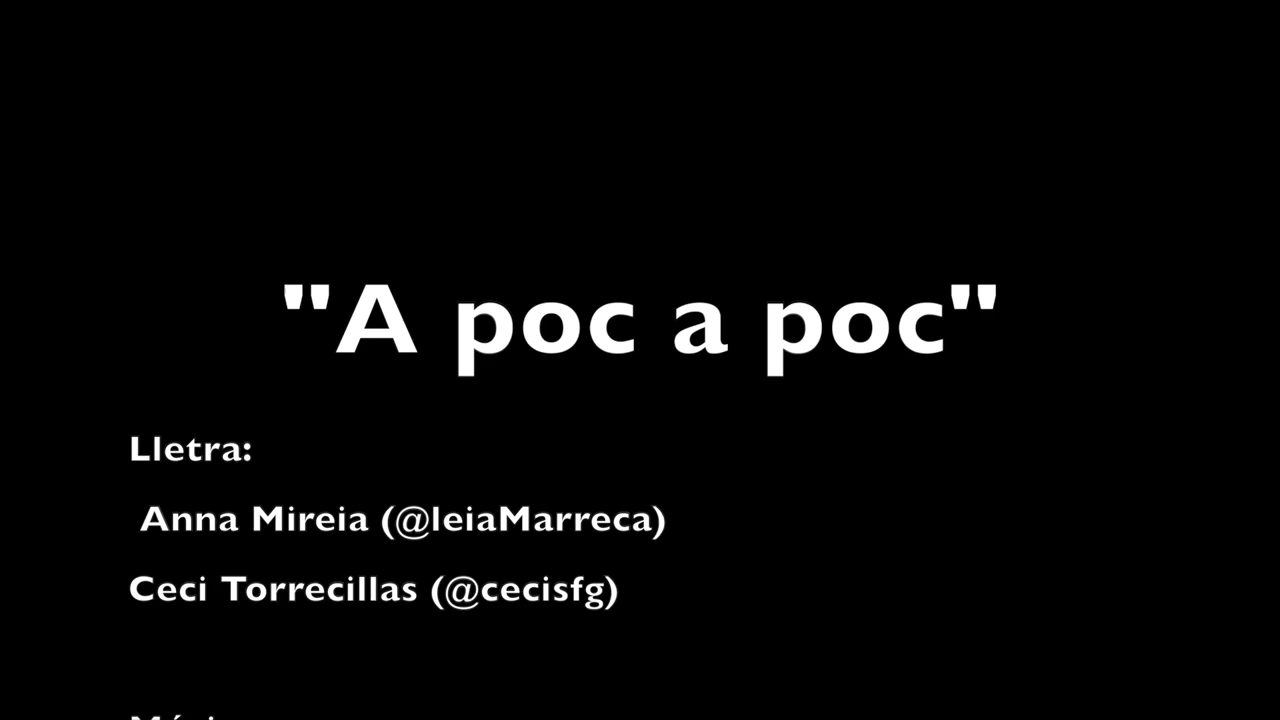 "A poc a poc"
Lletra:
Anna Mireia (@leiaMarreca)
Ceci Torrecillas (@cecisfg)